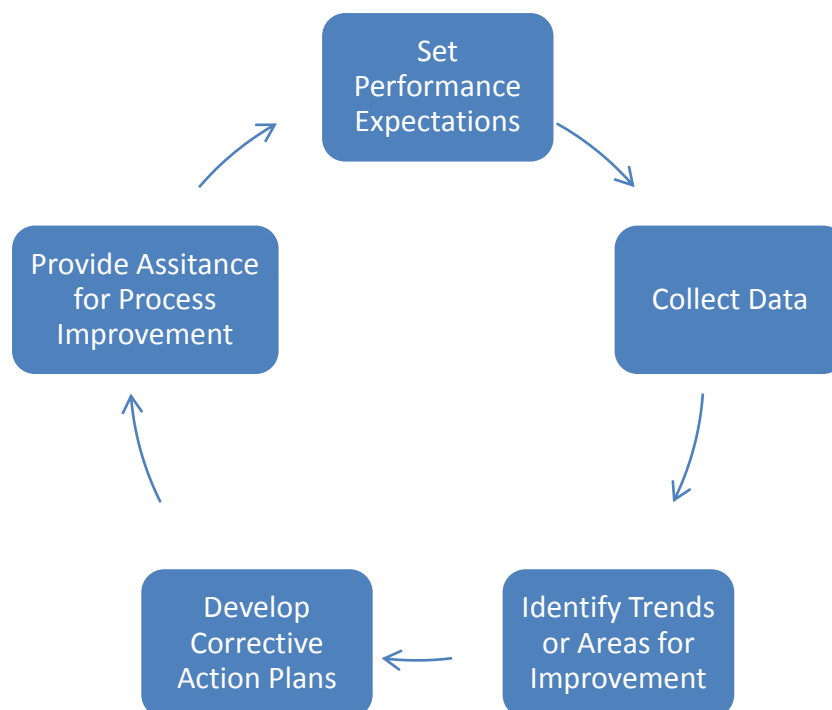 Set
Performance
Expectations
Collect Data
Identify Trends
or Areas for
Improvement
Develop
Corrective
Action Plans
Provide Assitance
for Process
Improvement